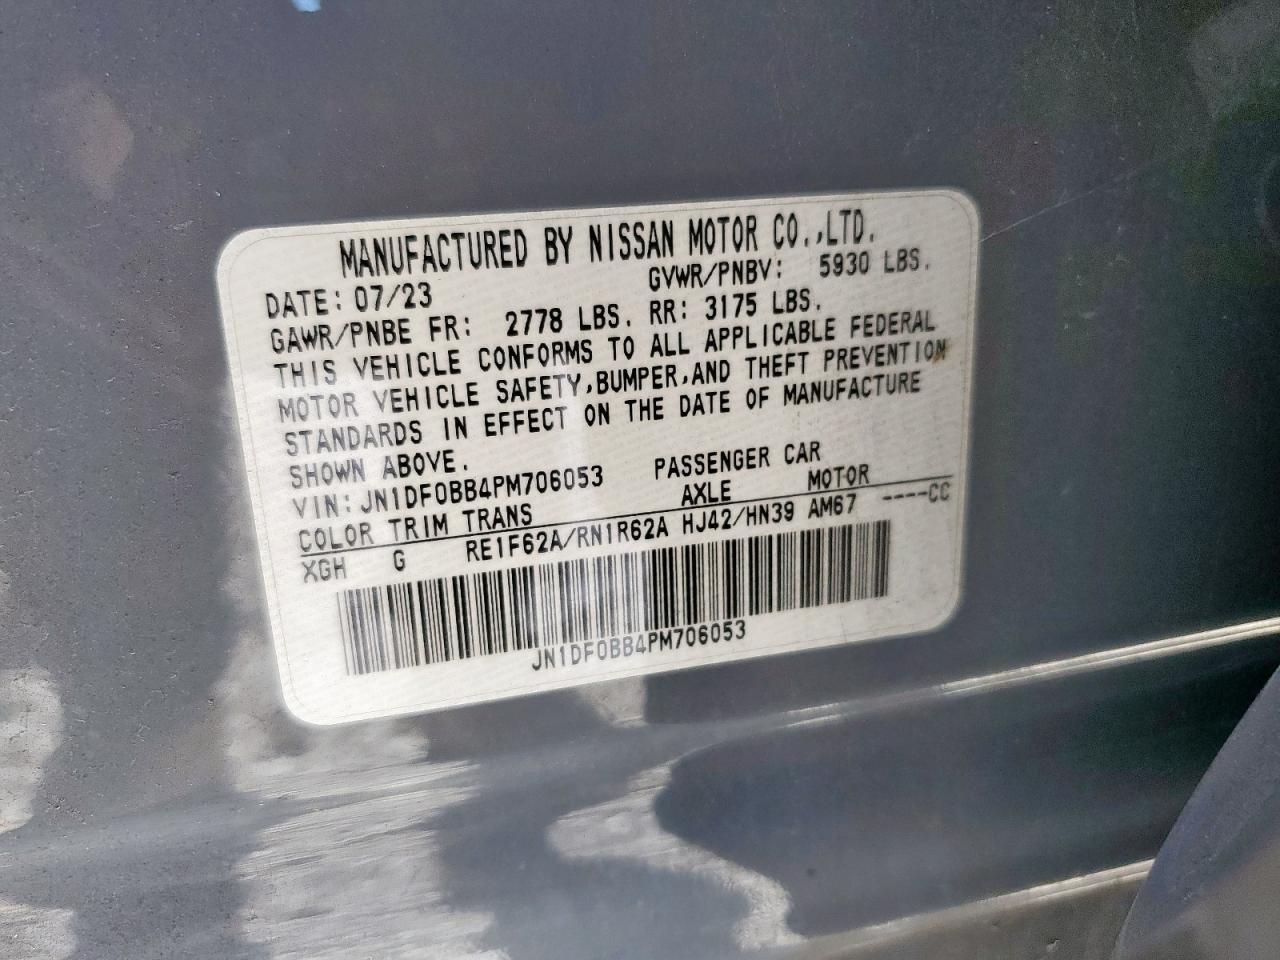 MANUFACTURED BY NISSAN MOTOR CO.,LTD.
DATE: 07/23 GVWR/PNBV: 5930 LBS.
GAWR/PNBE FR: 2778 LBS. RR: 3175 LBS.
THIS VEHICLE CONFORMS TO ALL APPLICABLE FEDERAL
MOTOR VEHICLE SAFETY,BUMPER,AND THEFT PREVENTION
STANDARDS IN EFFECT ON THE DATE OF MANUFACTURE
SHOWN ABOVE.
VIN: JN1DF0BB4PM706053 PASSENGER CAR
COLOR TRIM TRANS AXLE MOTOR
XGH G RE1F62A/RN1R62A HJ42/HN39 AM67 ----CC
JN1DF0BB4PM706053